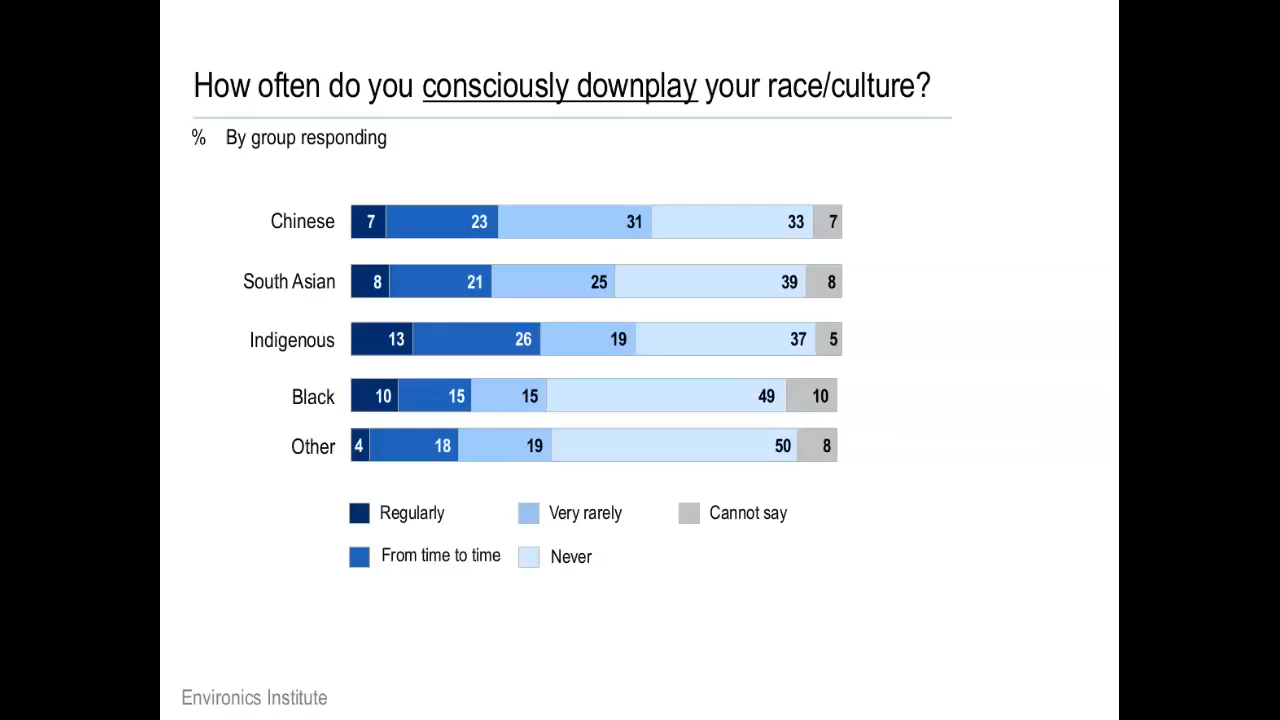 How often do you consciously downplay your race/culture?
% By group responding
Chinese 7 23 31 33 7
South Asian 8 21 25 39 8
Indigenous 13 26 19 37 5
Black 10 15 15 49 10
Other 4 18 19 50 8
Regularly Very rarely Cannot say
From time to time Never
Environics Institute